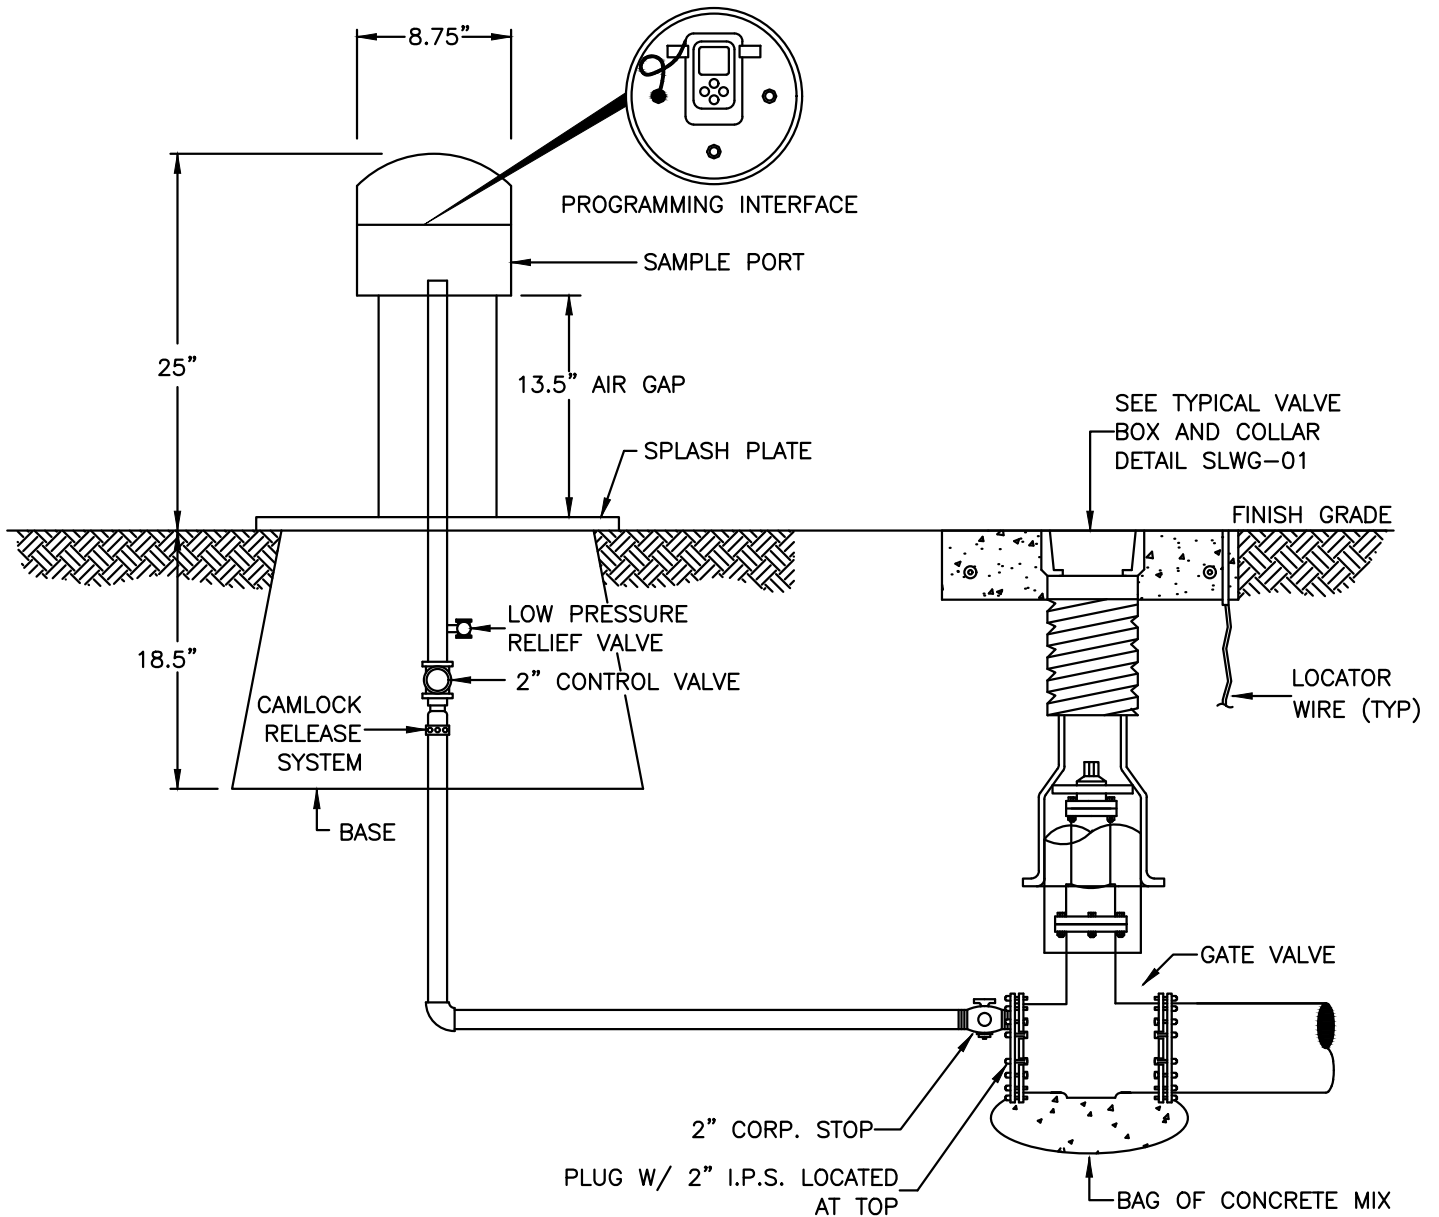 8.75"
PROGRAMMING INTERFACE
SAMPLE PORT
25"
13.5" AIR GAP
SEE TYPICAL VALVE
BOX AND COLLAR
DETAIL SLWG-01
SPLASH PLATE
FINISH GRADE
LOW PRESSURE
RELIEF VALVE
18.5"
2" CONTROL VALVE
CAMLOCK
RELEASE
SYSTEM
LOCATOR
WIRE (TYP)
BASE
GATE VALVE
2" CORP. STOP
PLUG W/ 2" I.P.S. LOCATED
AT TOP
BAG OF CONCRETE MIX